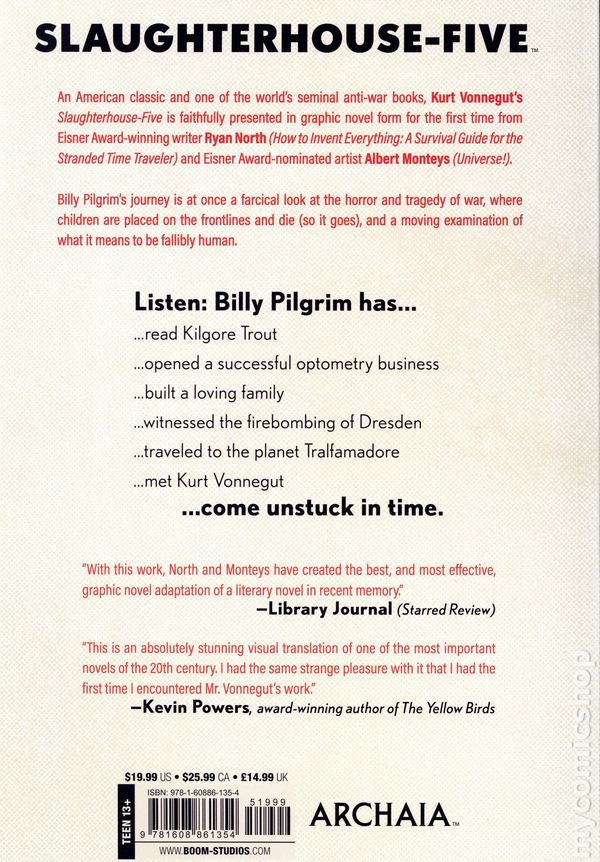 SLAUGHTERHOUSE-FIVE™
An American classic and one of the world's seminal anti-war books, Kurt Vonnegut's
Slaughterhouse-Five is faithfully presented in graphic novel form for the first time from
Eisner Award-winning writer Ryan North (How to Invent Everything: A Survival Guide for the
Stranded Time Traveler) and Eisner Award-nominated artist Albert Monteys (Universe!).
Billy Pilgrim's journey is at once a farcical look at the horror and tragedy of war, where
children are placed on the frontlines and die (so it goes), and a moving examination of
what it means to be fallibly human.
Listen: Billy Pilgrim has...
...read Kilgore Trout
...opened a successful optometry business
...built a loving family
...witnessed the firebombing of Dresden
...traveled to the planet Tralfamadore
...met Kurt Vonnegut
...come unstuck in time.
"With this work, North and Monteys have created the best, and most effective,
graphic novel adaptation of a literary novel in recent memory."
—Library Journal (Starred Review)
"This is an absolutely stunning visual translation of one of the most important
novels of the 20th century. I had the same strange pleasure with it that I had the
first time I encountered Mr. Vonnegut's work."
—Kevin Powers, award-winning author of The Yellow Birds
$19.99 US • $25.99 CA • £14.99 UK
TEEN 13+
ISBN: 978-1-60886-135-4
51999
9 781608 861354
WWW.BOOM-STUDIOS.COM
ARCHAIA™
mycomicshop